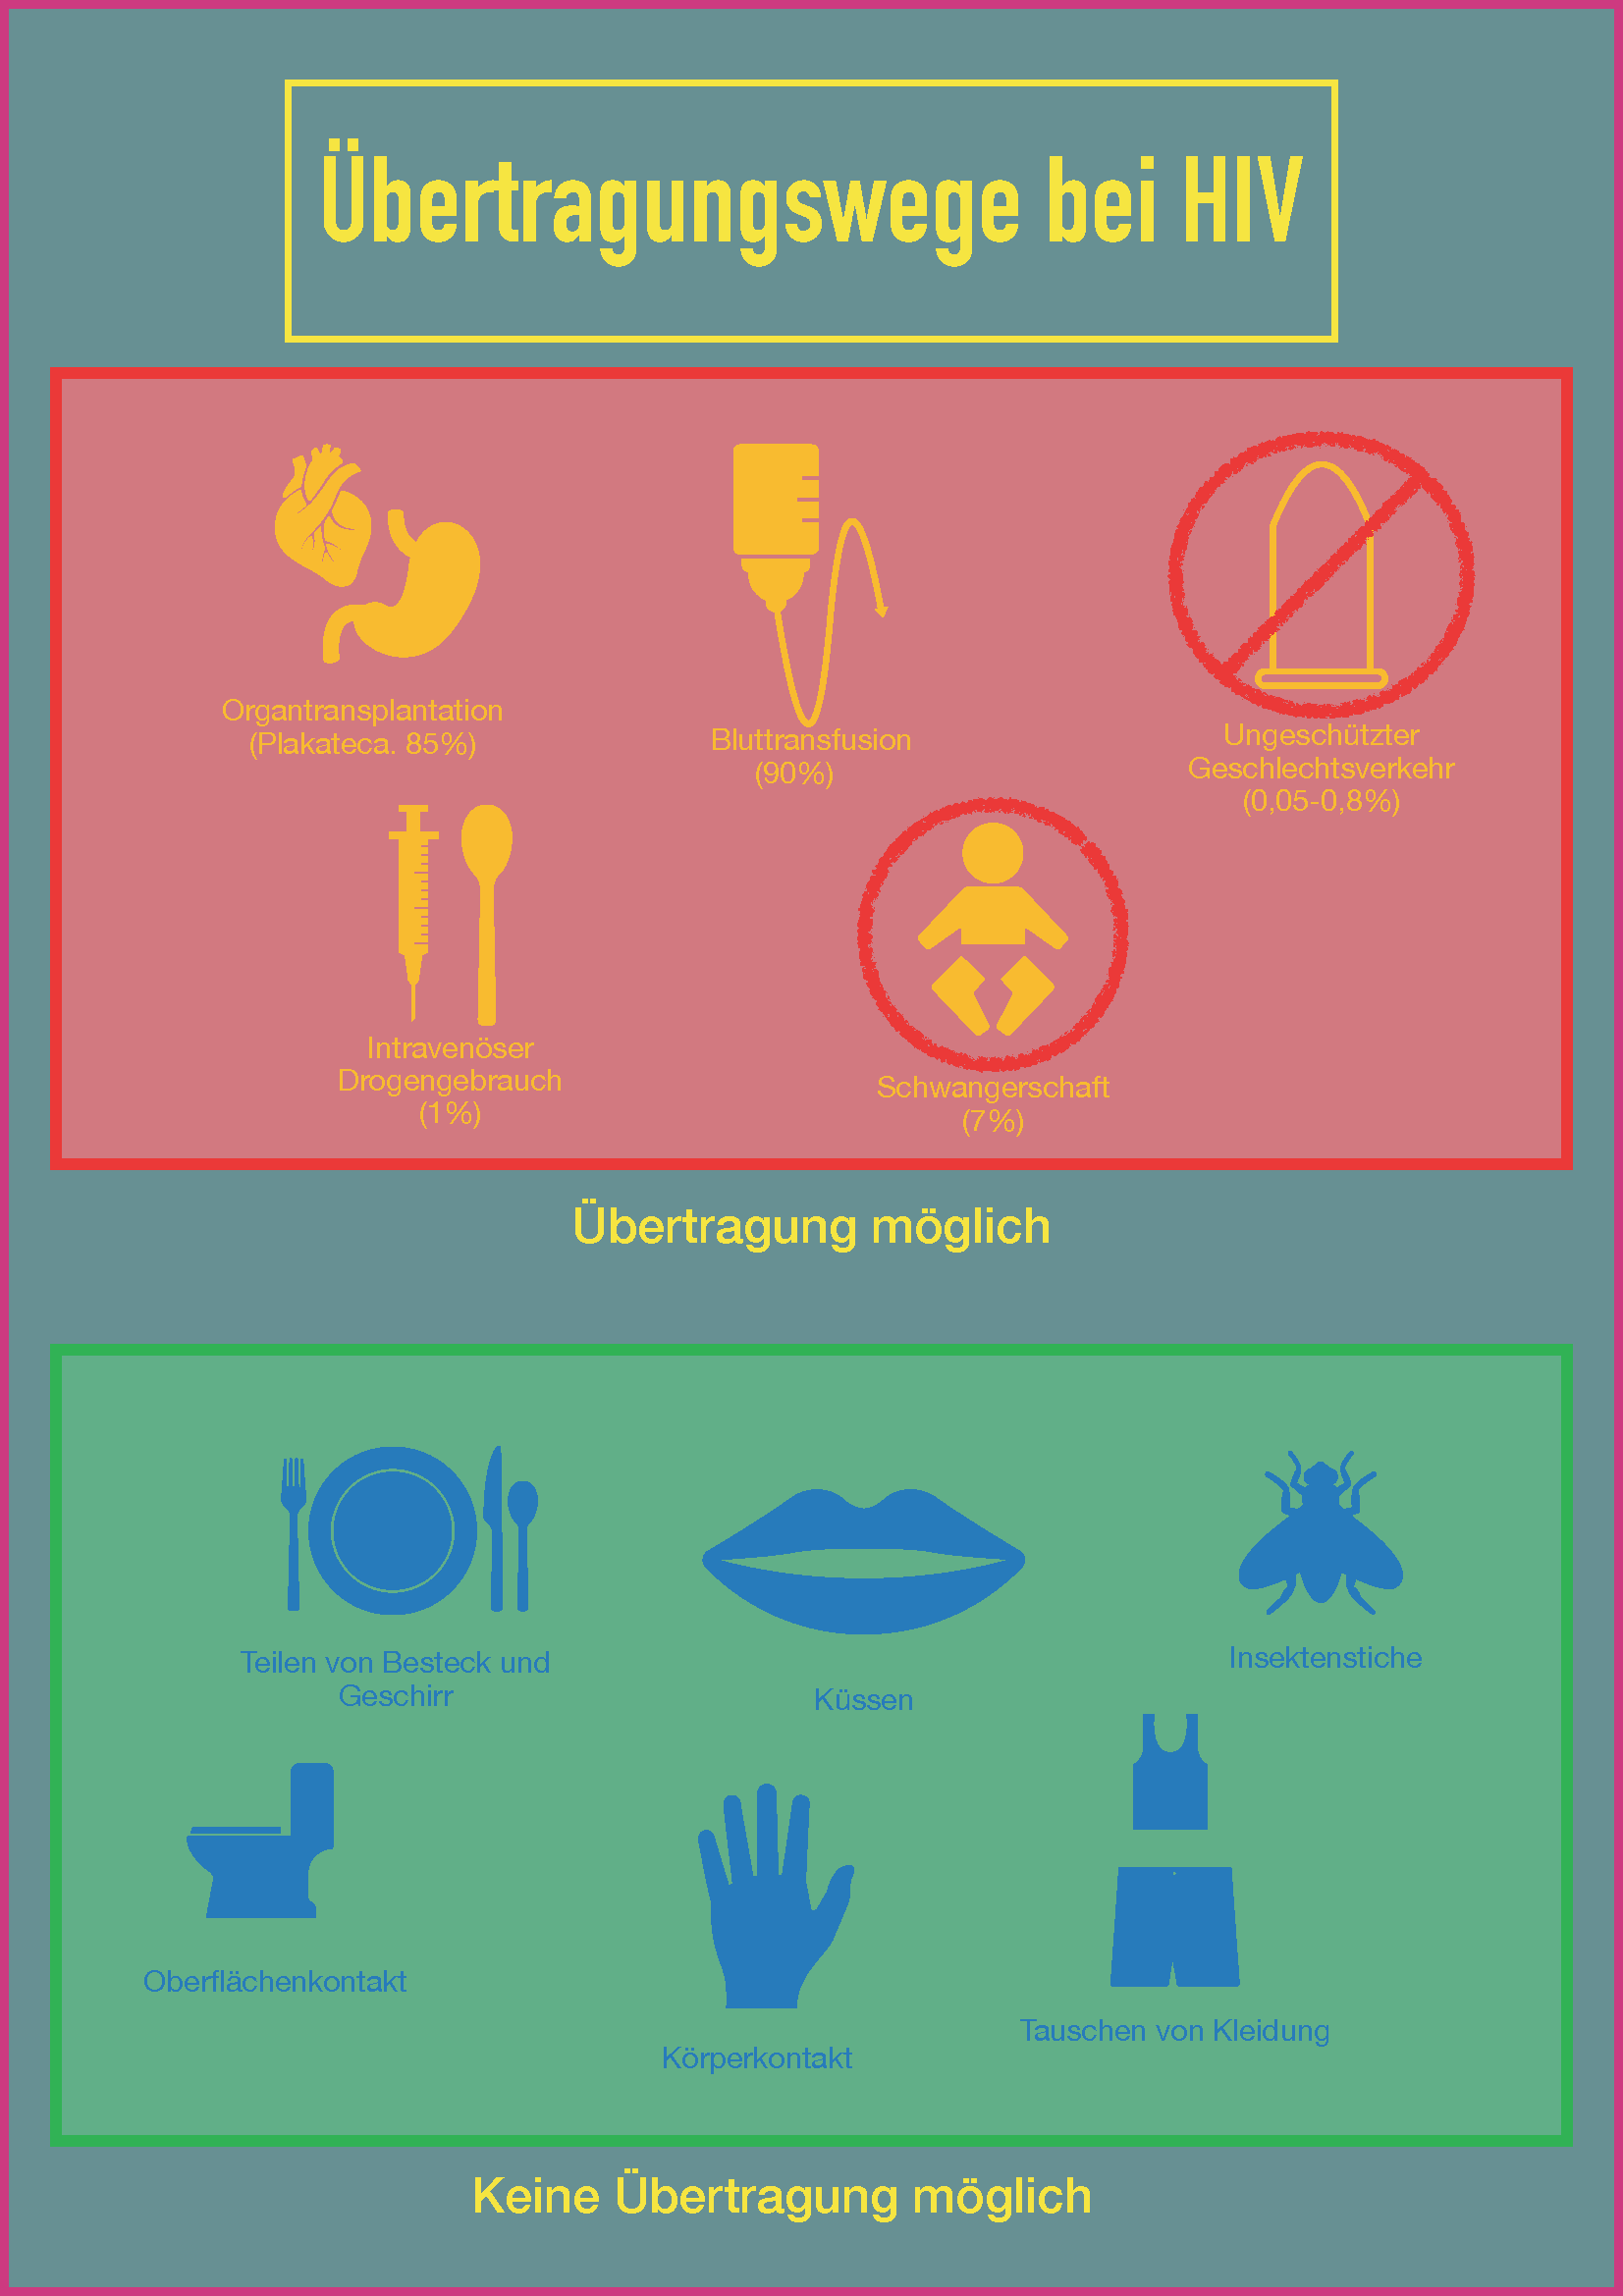 Übertragungswege bei HIV
Organtransplantation
(Plakateca. 85%)
Bluttransfusion
(90%)
Ungeschützter
Geschlechtsverkehr
(0,05-0,8%)
Intravenöser
Drogengebrauch
(1%)
Schwangerschaft
(7%)
Übertragung möglich
Teilen von Besteck und
Geschirr
Küssen
Insektenstiche
Oberflächenkontakt
Körperkontakt
Tauschen von Kleidung
Keine Übertragung möglich